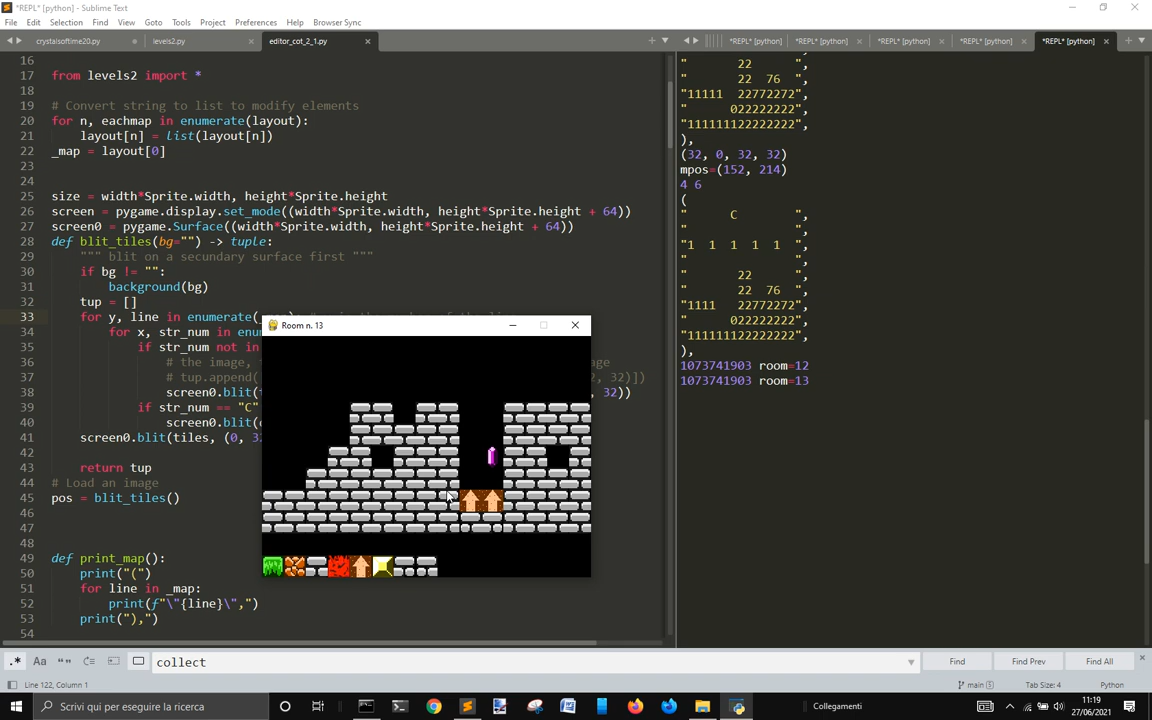 *REPL* [python] - Sublime Text
File Edit Selection Find View Goto Tools Project Preferences Help Browser Sync
crystalsoftime20.py levels2.py editor_cot_2_1.py
*REPL* [python] *REPL* [python] *REPL* [python] *REPL* [python] *REPL* [python]
16
17 from levels2 import *
18
19 # Convert string to list to modify elements
20 for n, eachmap in enumerate(layout):
21 layout[n] = list(layout[n])
22 _map = layout[0]
23
24
25 size = width*Sprite.width, height*Sprite.height
26 screen = pygame.display.set_mode((width*Sprite.width, height*Sprite.height + 64))
27 screen0 = pygame.Surface((width*Sprite.width, height*Sprite.height + 64))
28 def blit_tiles(bg="") -> tuple:
29 """ blit on a secundary surface first """
30 if bg != "":
31 background(bg)
32 tup = []
33 for y, line in enumerate(
34 for x, str_num in enu
35 if str_num not in
36 # the image,
37 # tup.append( 2, 32)])
38 screen0.blit( , 32))
39 if str_num == "C"
40 screen0.blit(
41 screen0.blit(tiles, (0, 3
42
43 return tup
44 # Load an image
45 pos = blit_tiles()
46
47
48
49 def print_map():
50 print("(")
51 for line in _map:
52 print(f"\"{line}\",")
53 print("),")
54
Room n. 13
" 22 ",
" 22 76 ",
"11111 22772272",
" 022222222",
"111111122222222",
),
(32, 0, 32, 32)
mpos=(152, 214)
4 6
(
" C ",
" ",
"1 1 1 1 1 ",
" ",
" 22 ",
" 22 76 ",
"1111 22772272",
" 022222222",
"111111122222222",
),
1073741903 room=12
1073741903 room=13
.* Aa "" collect Find Find Prev Find All
Line 122, Column 1 main 5 Tab Size: 4 Python
Scrivi qui per eseguire la ricerca Collegamenti 11:19
27/06/2021